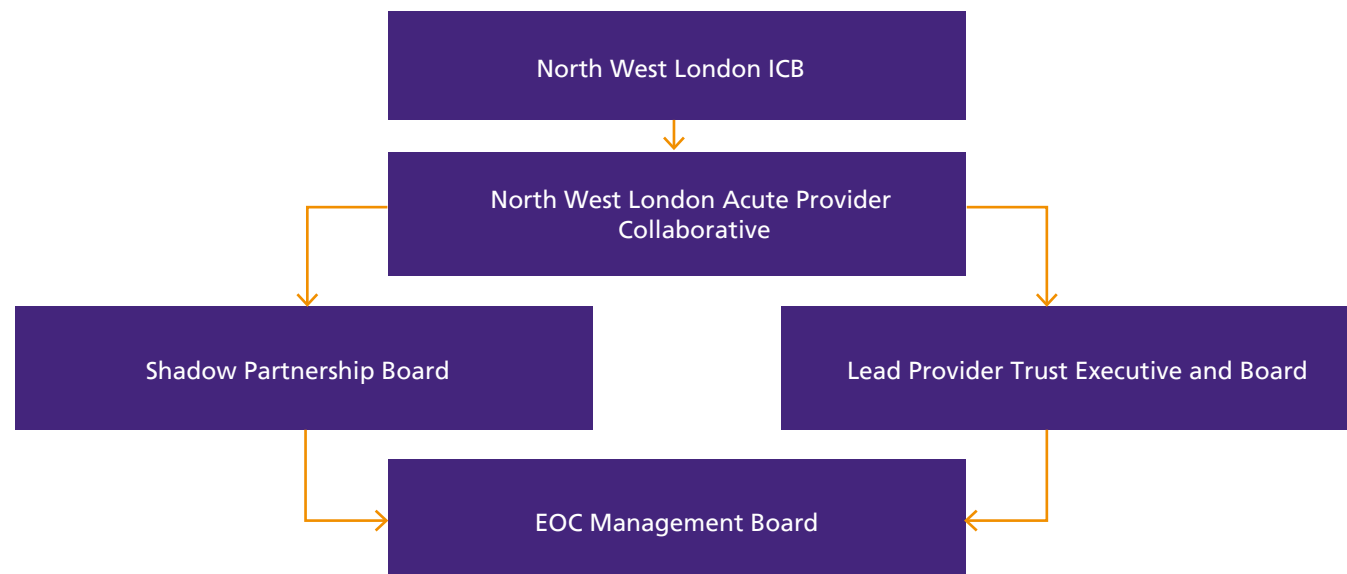 North West London ICB
North West London Acute Provider
Collaborative
Shadow Partnership Board
Lead Provider Trust Executive and Board
EOC Management Board